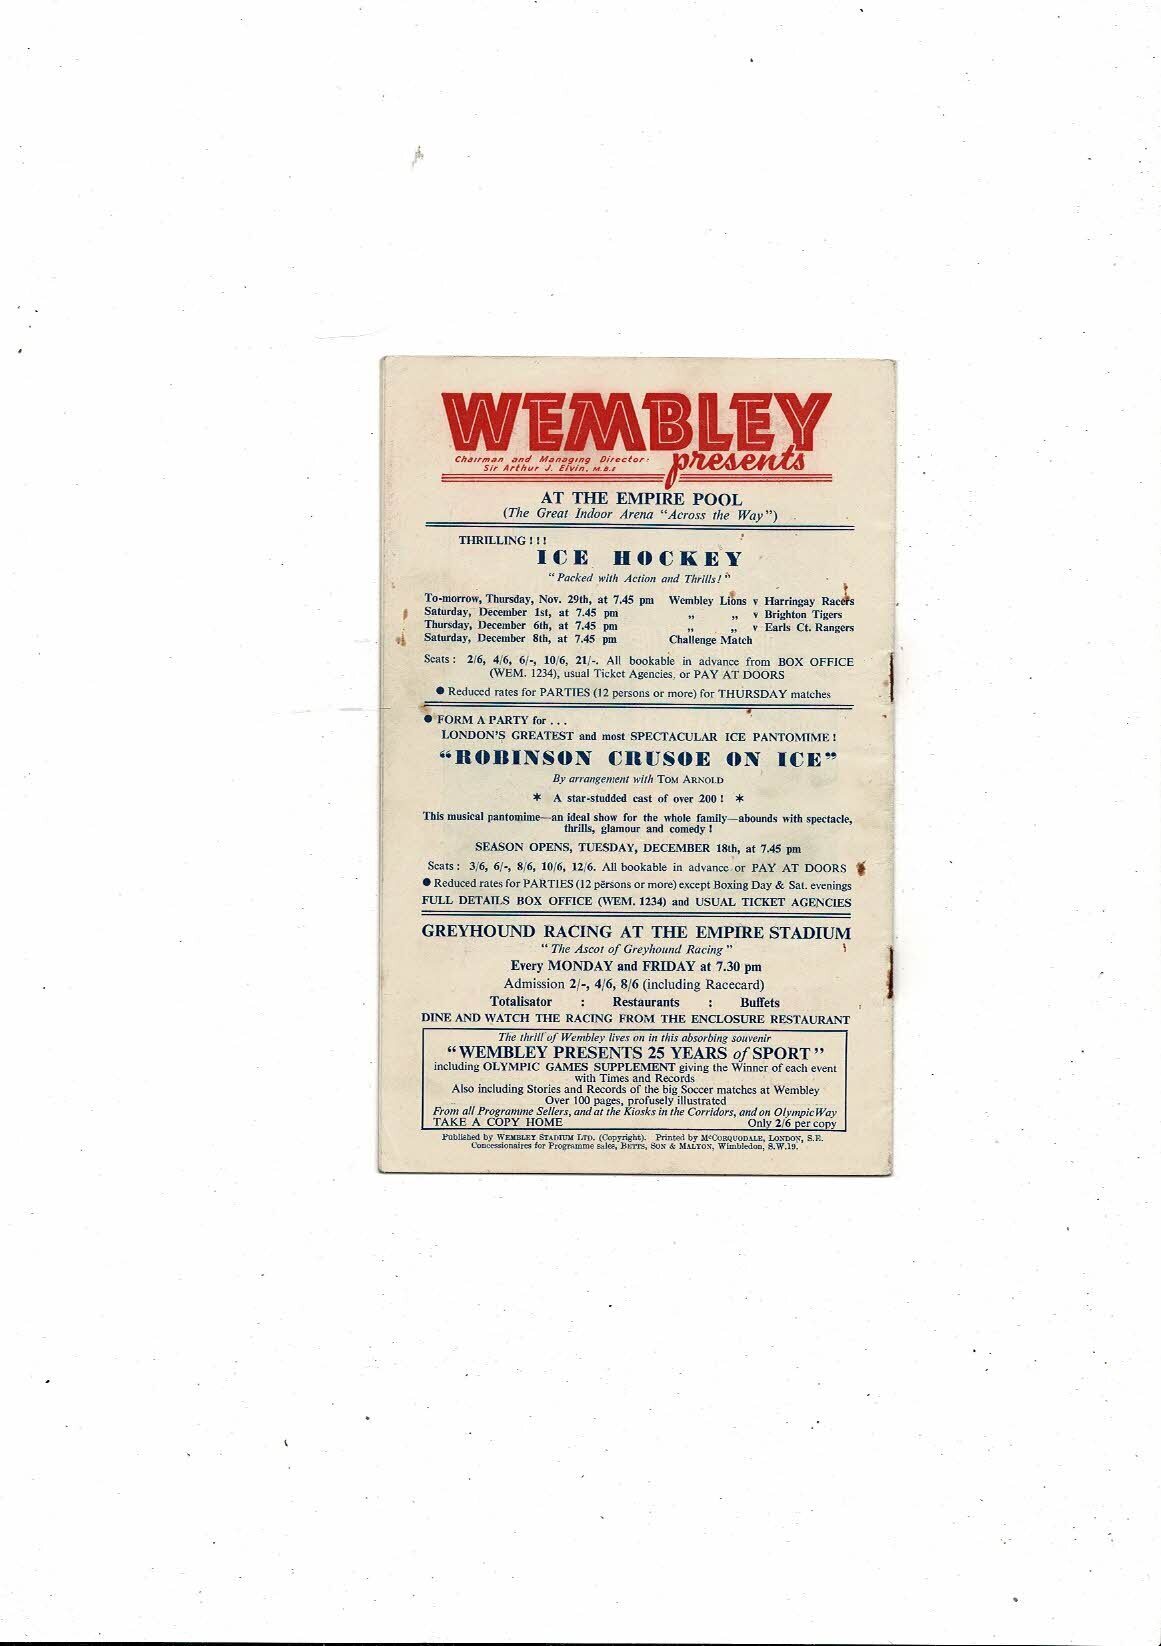 WEMBLEY
presents
Chairman and Managing Director:
Sir Arthur J. Elvin, M.B.E
AT THE EMPIRE POOL
(The Great Indoor Arena "Across the Way")
THRILLING ! ! !
ICE HOCKEY
"Packed with Action and Thrills!"
To-morrow, Thursday, Nov. 29th, at 7.45 pm Wembley Lions v Harringay Racers
Saturday, December 1st, at 7.45 pm ,, ,, v Brighton Tigers
Thursday, December 6th, at 7.45 pm ,, ,, v Earls Ct. Rangers
Saturday, December 8th, at 7.45 pm Challenge Match
Seats : 2/6, 4/6, 6/-, 10/6, 21/-. All bookable in advance from BOX OFFICE
(WEM. 1234), usual Ticket Agencies, or PAY AT DOORS
● Reduced rates for PARTIES (12 persons or more) for THURSDAY matches
● FORM A PARTY for . . .
LONDON'S GREATEST and most SPECTACULAR ICE PANTOMIME !
"ROBINSON CRUSOE ON ICE"
By arrangement with TOM ARNOLD
* A star-studded cast of over 200 ! *
This musical pantomime—an ideal show for the whole family—abounds with spectacle,
thrills, glamour and comedy !
SEASON OPENS, TUESDAY, DECEMBER 18th, at 7.45 pm
Seats : 3/6, 6/-, 8/6, 10/6, 12/6. All bookable in advance or PAY AT DOORS
● Reduced rates for PARTIES (12 persons or more) except Boxing Day & Sat. evenings
FULL DETAILS BOX OFFICE (WEM. 1234) and USUAL TICKET AGENCIES
GREYHOUND RACING AT THE EMPIRE STADIUM
"The Ascot of Greyhound Racing"
Every MONDAY and FRIDAY at 7.30 pm
Admission 2/-, 4/6, 8/6 (including Racecard)
Totalisator : Restaurants : Buffets
DINE AND WATCH THE RACING FROM THE ENCLOSURE RESTAURANT
The thrill of Wembley lives on in this absorbing souvenir
"WEMBLEY PRESENTS 25 YEARS of SPORT"
including OLYMPIC GAMES SUPPLEMENT giving the Winner of each event
with Times and Records
Also including Stories and Records of the big Soccer matches at Wembley
Over 100 pages, profusely illustrated
From all Programme Sellers, and at the Kiosks in the Corridors, and on Olympic Way
TAKE A COPY HOME Only 2/6 per copy
Published by WEMBLEY STADIUM LTD. (Copyright). Printed by McCORQUODALE, LONDON, S.E.
Concessionaires for Programme sales, BETTS, SON & MALTON, Wimbledon, S.W.19.